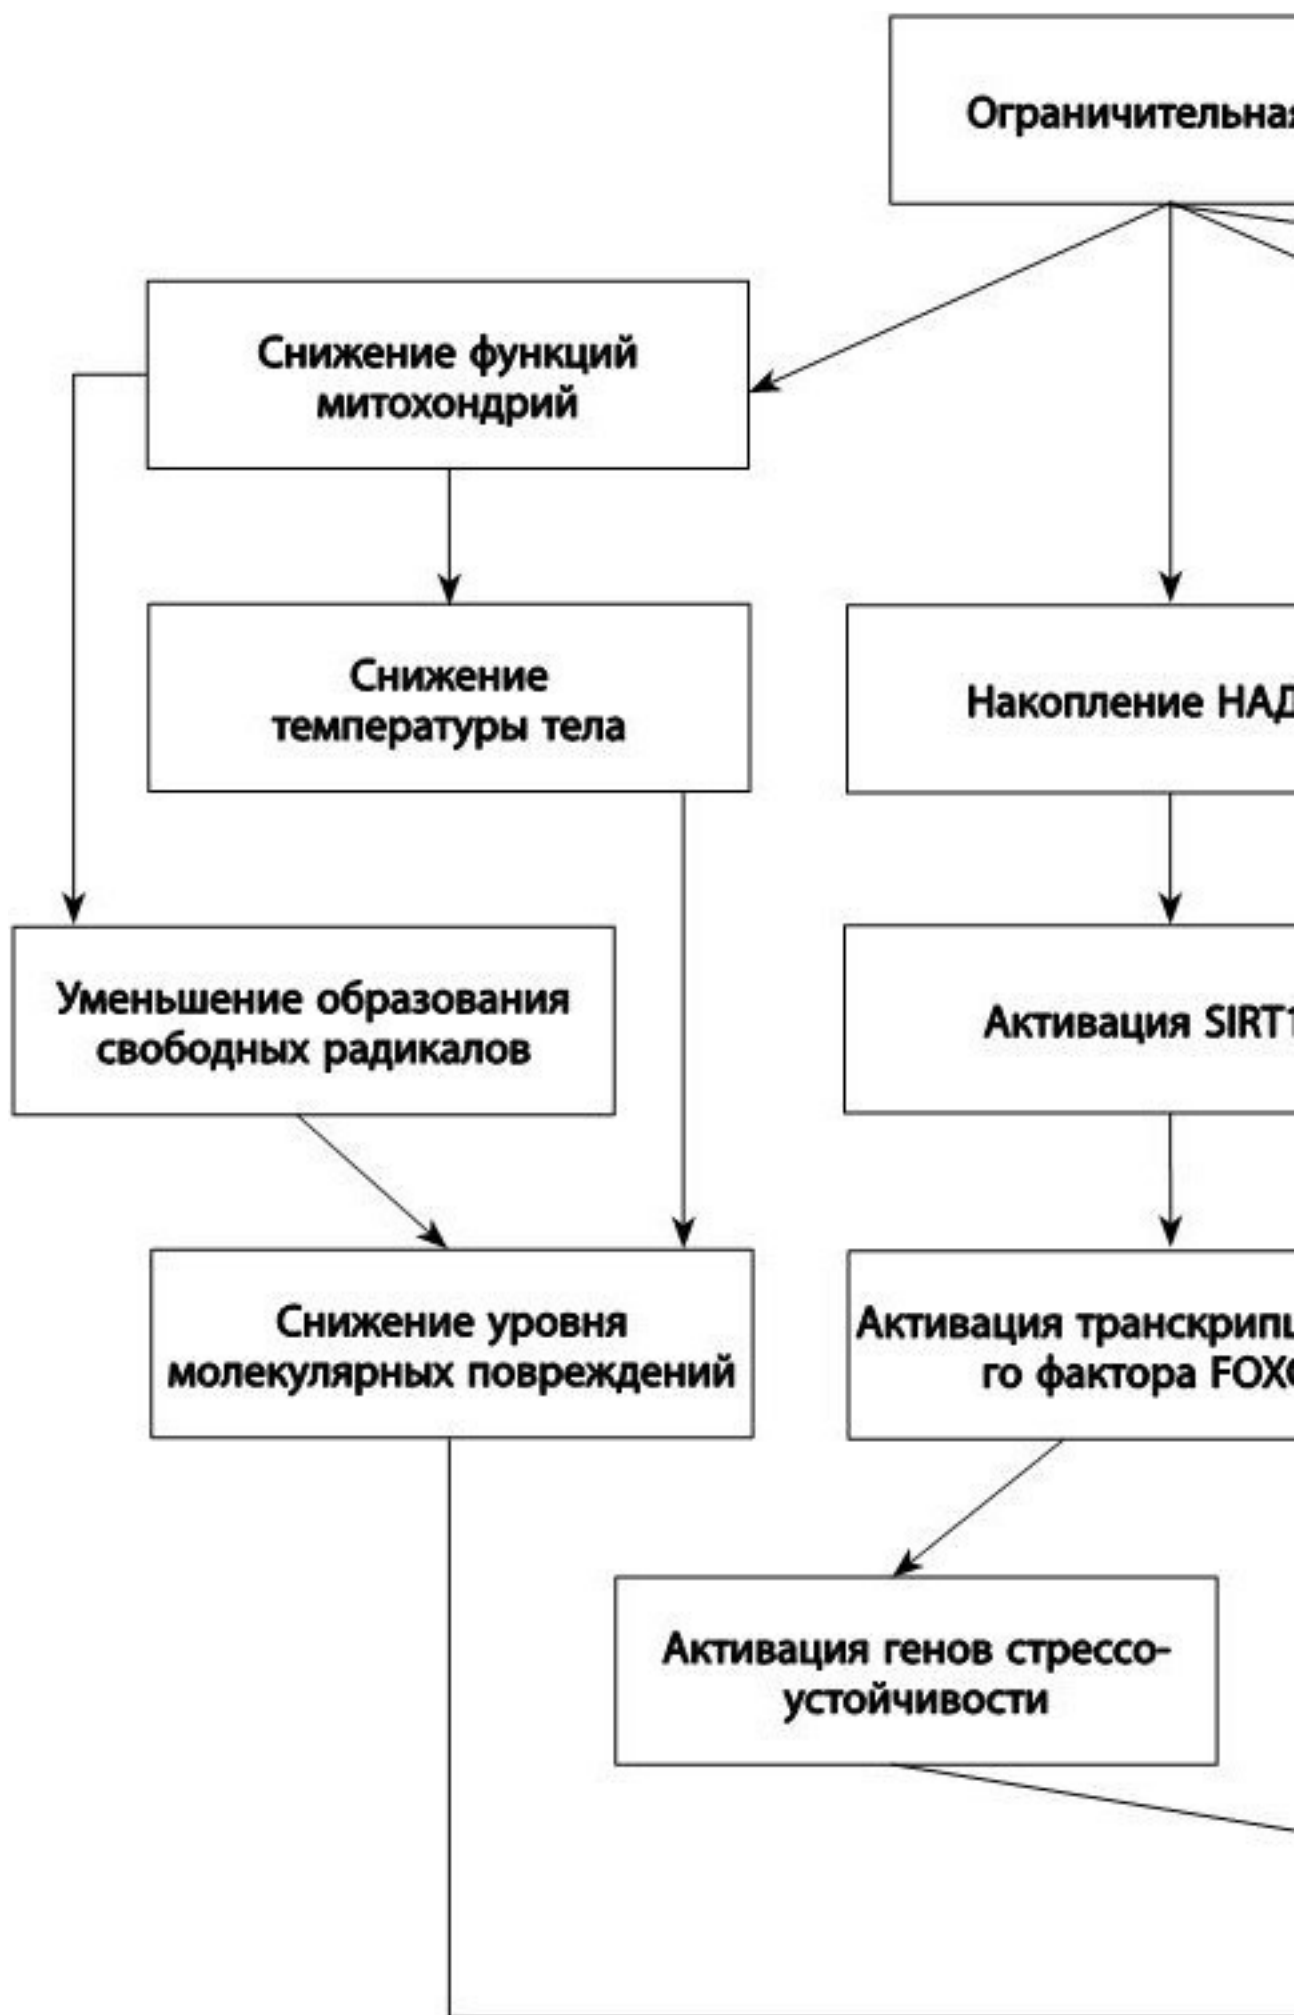 Ограничительная
Снижение функций
митохондрий
Снижение
температуры тела
Накопление НАД
Уменьшение образования
свободных радикалов
Активация SIRT1
Снижение уровня
молекулярных повреждений
Активация транскрипц
го фактора FOXO
Активация генов стрессо-
устойчивости